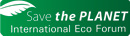 Save the PLANET
International Eco Forum